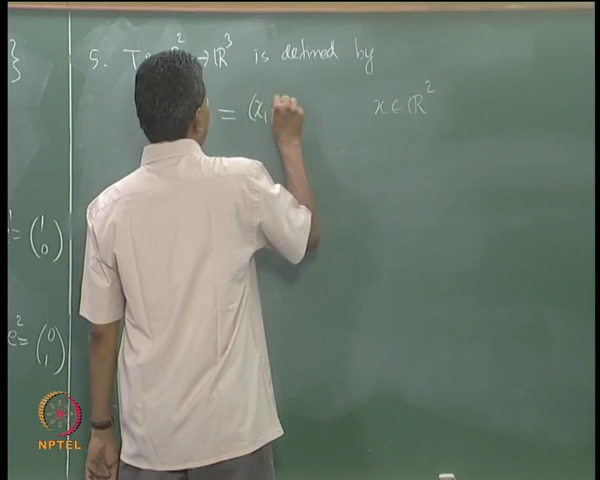 }
5. T : ℝ² → ℝ³ is defined by
= (x₁ x ∈ ℝ²
e¹ = (1 0)
e² = (0 1)
NPTEL